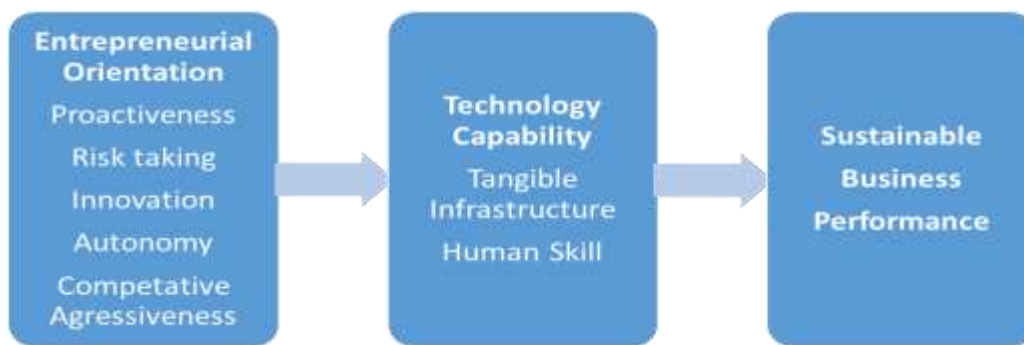 Entrepreneurial
Orientation
Proactiveness
Risk taking
Innovation
Autonomy
Competative
Agressiveness
Technology
Capability
Tangible
Infrastructure
Human Skill
Sustainable
Business
Performance